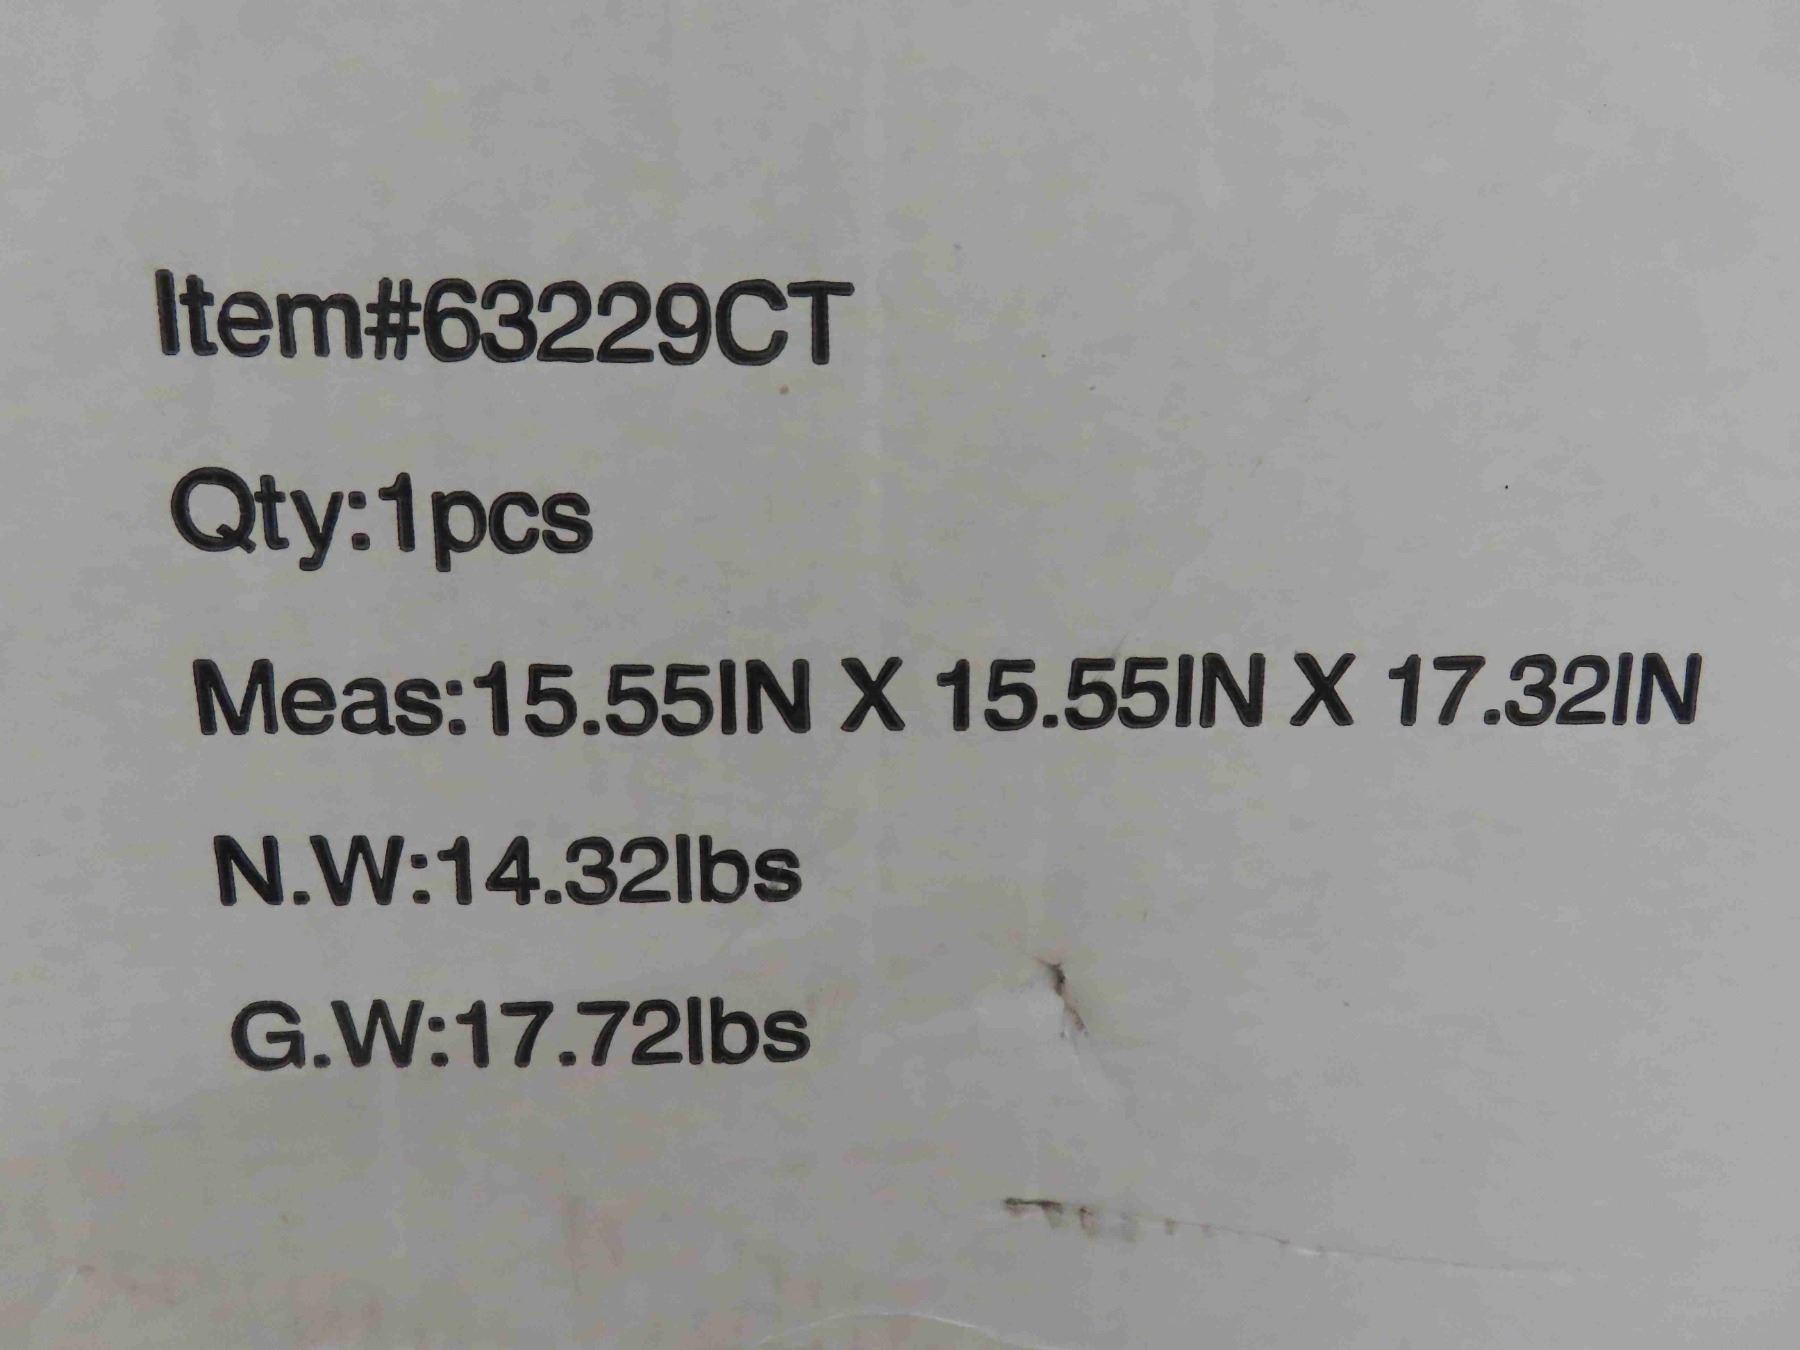 Item#63229CT
Qty:1pcs
Meas:15.55IN X 15.55IN X 17.32IN
N.W:14.32lbs
G.W:17.72lbs